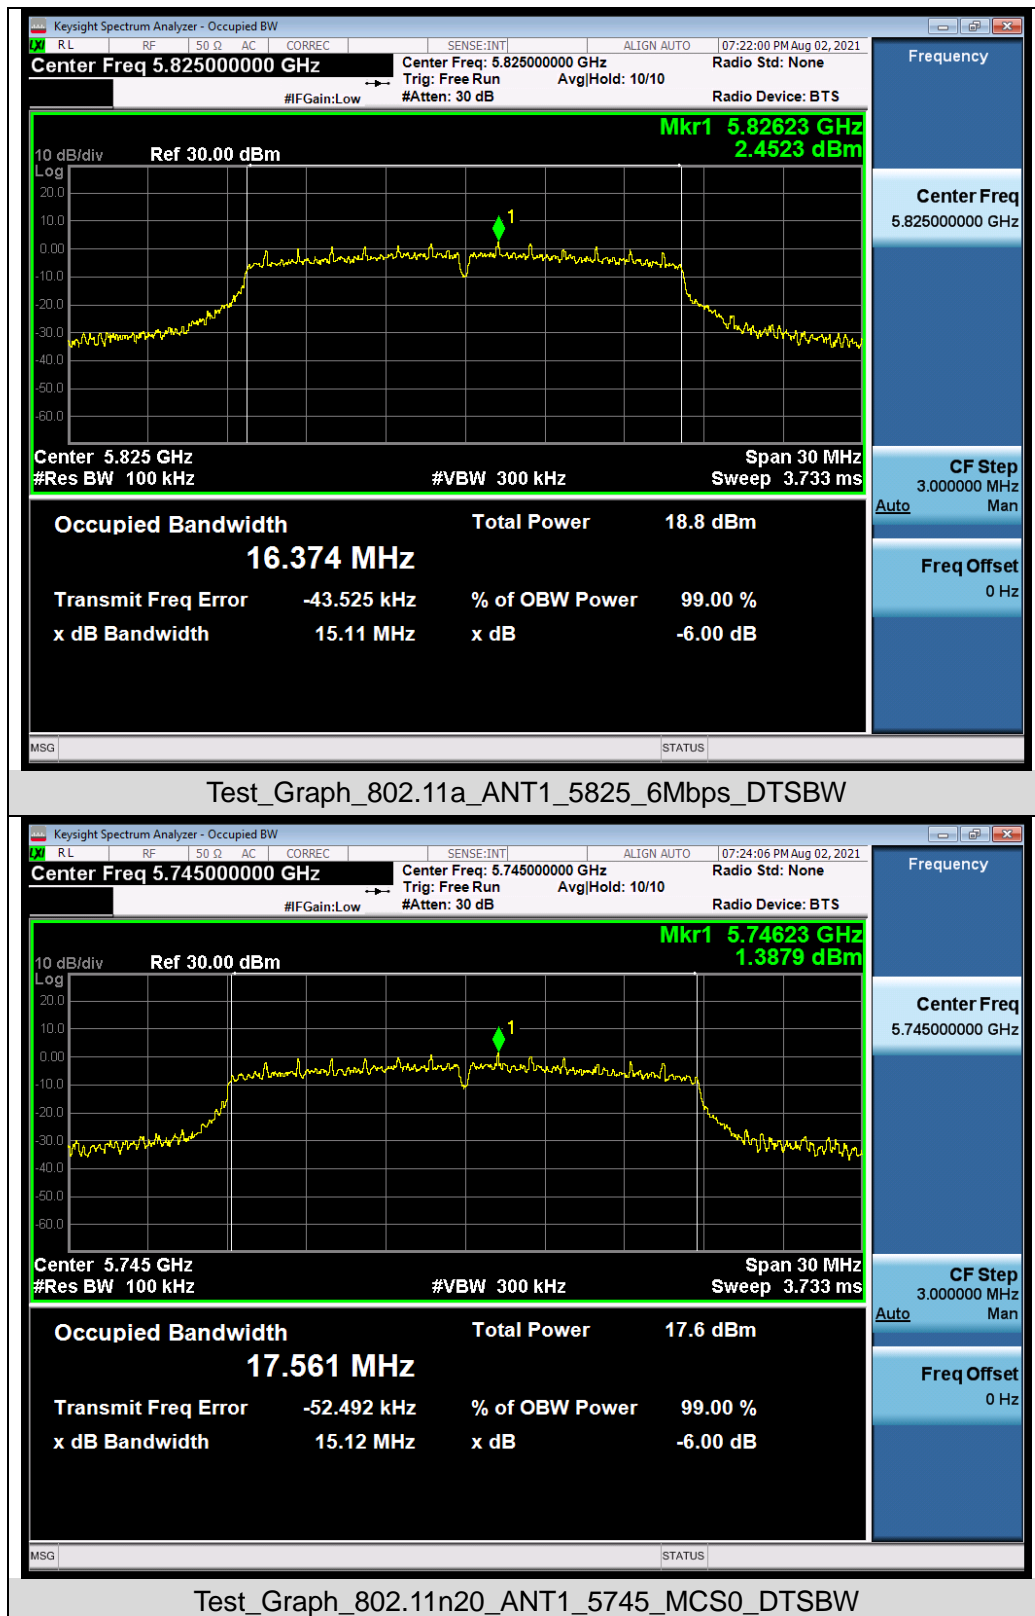 Keysight Spectrum Analyzer - Occupied BW
LXI RL RF 50 Ω AC CORREC SENSE:INT ALIGN AUTO 07:22:00 PM Aug 02, 2021
Center Freq 5.825000000 GHz Center Freq: 5.825000000 GHz Radio Std: None
Trig: Free Run Avg|Hold: 10/10
#IFGain:Low #Atten: 30 dB Radio Device: BTS
Frequency
Mkr1 5.82623 GHz
10 dB/div Ref 30.00 dBm 2.4523 dBm
Log
20.0
10.0
0.00
-10.0
-20.0
-30.0
-40.0
-50.0
-60.0
1
Center Freq
5.825000000 GHz
Center 5.825 GHz Span 30 MHz
#Res BW 100 kHz #VBW 300 kHz Sweep 3.733 ms
CF Step
3.000000 MHz
Auto Man
Occupied Bandwidth Total Power 18.8 dBm
16.374 MHz
Transmit Freq Error -43.525 kHz % of OBW Power 99.00 %
x dB Bandwidth 15.11 MHz x dB -6.00 dB
Freq Offset
0 Hz
MSG STATUS
Test_Graph_802.11a_ANT1_5825_6Mbps_DTSBW
Keysight Spectrum Analyzer - Occupied BW
LXI RL RF 50 Ω AC CORREC SENSE:INT ALIGN AUTO 07:24:06 PM Aug 02, 2021
Center Freq 5.745000000 GHz Center Freq: 5.745000000 GHz Radio Std: None
Trig: Free Run Avg|Hold: 10/10
#IFGain:Low #Atten: 30 dB Radio Device: BTS
Frequency
Mkr1 5.74623 GHz
10 dB/div Ref 30.00 dBm 1.3879 dBm
Log
20.0
10.0
0.00
-10.0
-20.0
-30.0
-40.0
-50.0
-60.0
1
Center Freq
5.745000000 GHz
Center 5.745 GHz Span 30 MHz
#Res BW 100 kHz #VBW 300 kHz Sweep 3.733 ms
CF Step
3.000000 MHz
Auto Man
Occupied Bandwidth Total Power 17.6 dBm
17.561 MHz
Transmit Freq Error -52.492 kHz % of OBW Power 99.00 %
x dB Bandwidth 15.12 MHz x dB -6.00 dB
Freq Offset
0 Hz
MSG STATUS
Test_Graph_802.11n20_ANT1_5745_MCS0_DTSBW